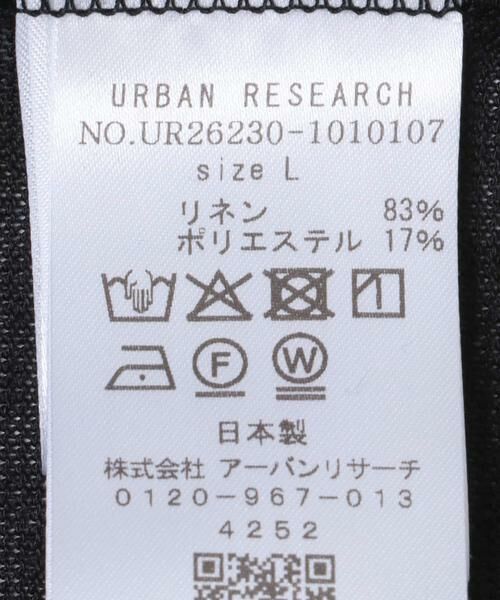 URBAN RESEARCH
NO.UR26230-1010107
size L
リネン 83%
ポリエステル 17%
F W
日本製
株式会社 アーバンリサーチ
0120-967-013
4252